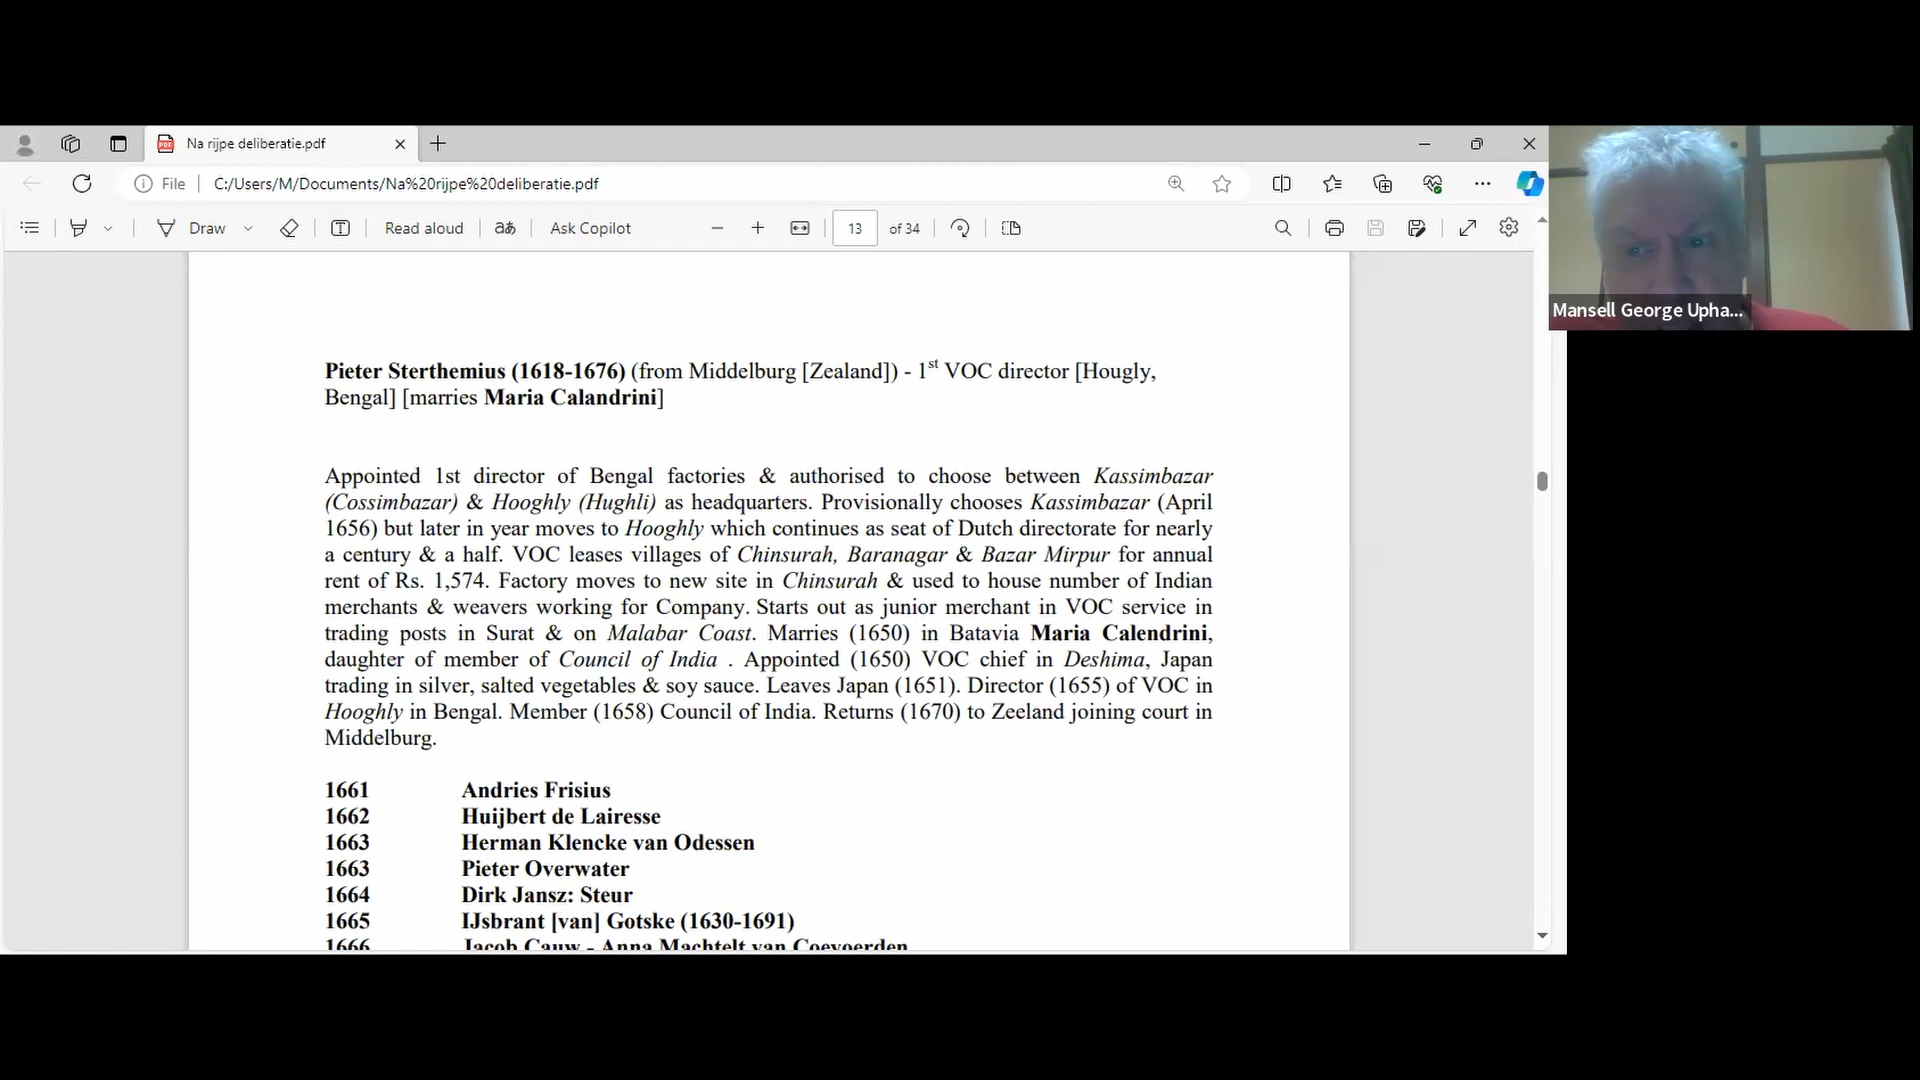 Na rijpe deliberatie.pdf
File
C:/Users/M/Documents/Na%20rijpe%20deliberatie.pdf
Draw
Read aloud
aあ
Ask Copilot
13
of 34
Mansell George Upha...
Pieter Sterthemius (1618-1676) (from Middelburg [Zealand]) - 1st VOC director [Hougly,
Bengal] [marries Maria Calandrini]
Appointed 1st director of Bengal factories & authorised to choose between Kassimbazar
(Cossimbazar) & Hooghly (Hughli) as headquarters. Provisionally chooses Kassimbazar (April
1656) but later in year moves to Hooghly which continues as seat of Dutch directorate for nearly
a century & a half. VOC leases villages of Chinsurah, Baranagar & Bazar Mirpur for annual
rent of Rs. 1,574. Factory moves to new site in Chinsurah & used to house number of Indian
merchants & weavers working for Company. Starts out as junior merchant in VOC service in
trading posts in Surat & on Malabar Coast. Marries (1650) in Batavia Maria Calendrini,
daughter of member of Council of India . Appointed (1650) VOC chief in Deshima, Japan
trading in silver, salted vegetables & soy sauce. Leaves Japan (1651). Director (1655) of VOC in
Hooghly in Bengal. Member (1658) Council of India. Returns (1670) to Zeeland joining court in
Middelburg.
1661 Andries Frisius
1662 Huijbert de Lairesse
1663 Herman Klencke van Odessen
1663 Pieter Overwater
1664 Dirk Jansz: Steur
1665 IJsbrant [van] Gotske (1630-1691)
1666 Jacob Cauw - Anna Machtelt van Coevoerden